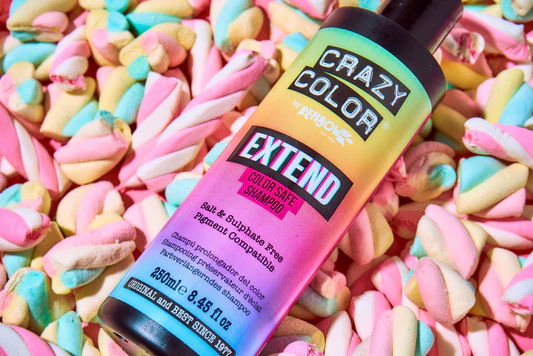 CRAZY
COLOR®
BY RENBOW
EXTEND
COLOR SAFE
SHAMPOO
Salt & Sulphate Free
Pigment Compatible
Champú prolongador del color
Shampooing préservateur d'éclat
Farbverlängerndes shampoo
250ml e 8.45 fl oz
ORIGINAL and BEST SINCE 1977